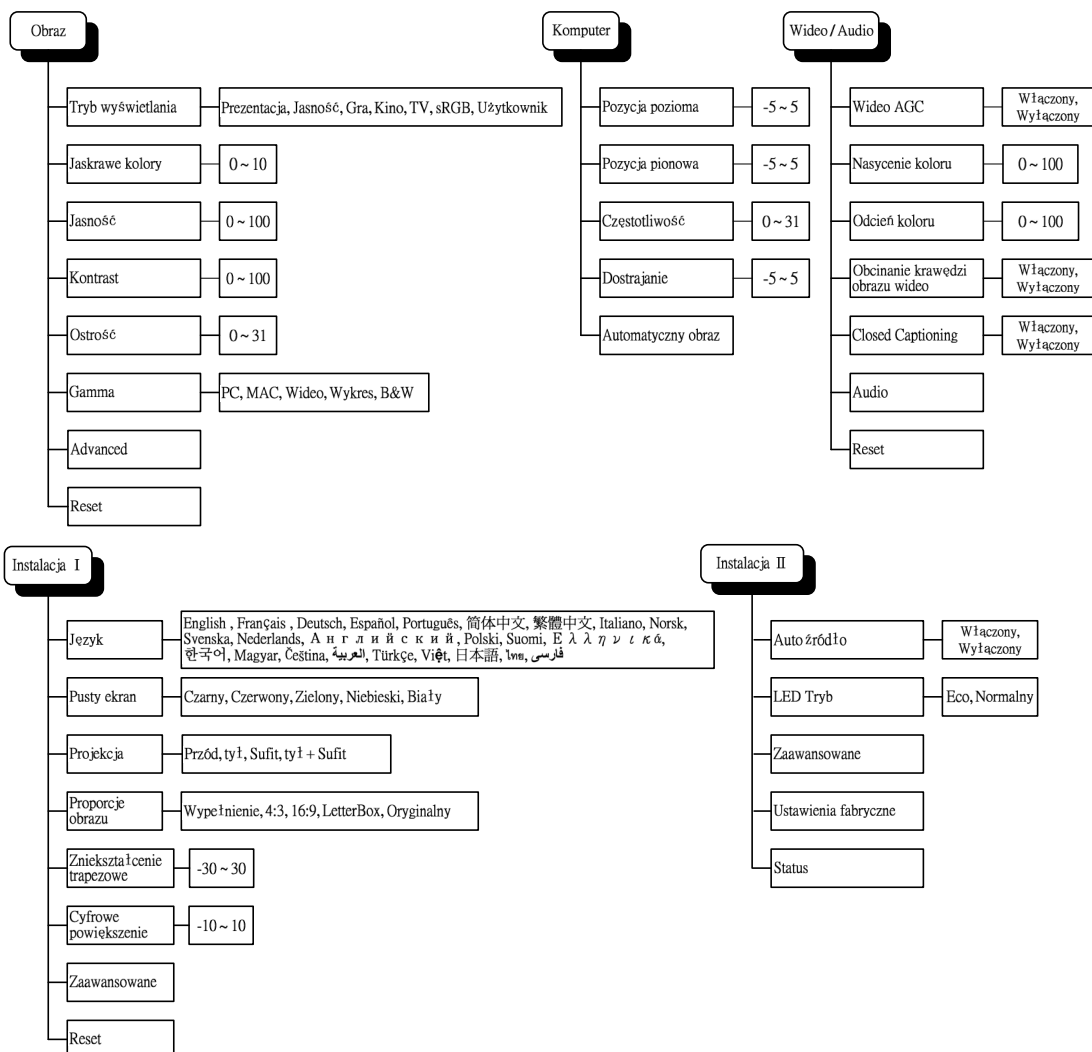 Obraz
Tryb wyświetlania
Prezentacja, Jasność, Gra, Kino, TV, sRGB, Użytkownik
Jaskrawe kolory
0 ~ 10
Jasność
0 ~ 100
Kontrast
0 ~ 100
Ostrość
0 ~ 31
Gamma
PC, MAC, Wideo, Wykres, B&W
Advanced
Reset
Komputer
Pozycja pozioma
-5 ~ 5
Pozycja pionowa
-5 ~ 5
Częstotliwość
0 ~ 31
Dostrajanie
-5 ~ 5
Automatyczny obraz
Wideo / Audio
Wideo AGC
Włączony,
Wyłączony
Nasycenie koloru
0 ~ 100
Odcień koloru
0 ~ 100
Obcinanie krawędzi
obrazu wideo
Włączony,
Wyłączony
Closed Captioning
Włączony,
Wyłączony
Audio
Reset
Instalacja I
Język
English , Français , Deutsch, Español, Português, 简体中文, 繁體中文, Italiano, Norsk,
Svenska, Nederlands, Английский, Polski, Suomi, Ελληνικά,
한국어, Magyar, Čeština, العربية, Türkçe, Việt, 日本語, ไทย, فارسی
Pusty ekran
Czarny, Czerwony, Zielony, Niebieski, Biały
Projekcja
Przód, tył, Sufit, tył + Sufit
Proporcje
obrazu
Wypełnienie, 4:3, 16:9, LetterBox, Oryginalny
Zniekształcenie
trapezowe
-30 ~ 30
Cyfrowe
powiększenie
-10 ~ 10
Zaawansowane
Reset
Instalacja II
Auto źródło
Włączony,
Wyłączony
LED Tryb
Eco, Normalny
Zaawansowane
Ustawienia fabryczne
Status